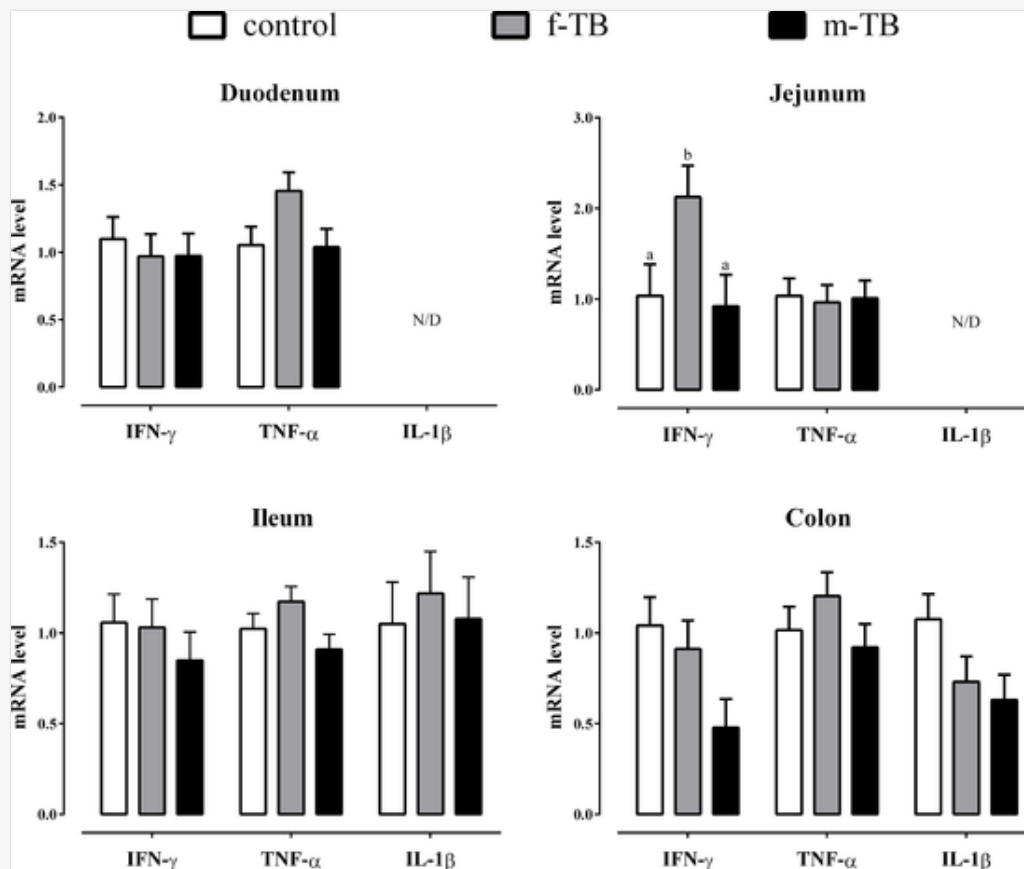 control f-TB m-TB
Duodenum
mRNA level
2.0
1.5
1.0
0.5
0.0
N/D
IFN-γ TNF-α IL-1β
Jejunum
mRNA level
3.0
2.0
1.0
0.0
a
b
a
N/D
IFN-γ TNF-α IL-1β
Ileum
mRNA level
1.5
1.0
0.5
0.0
IFN-γ TNF-α IL-1β
Colon
mRNA level
1.5
1.0
0.5
0.0
IFN-γ TNF-α IL-1β